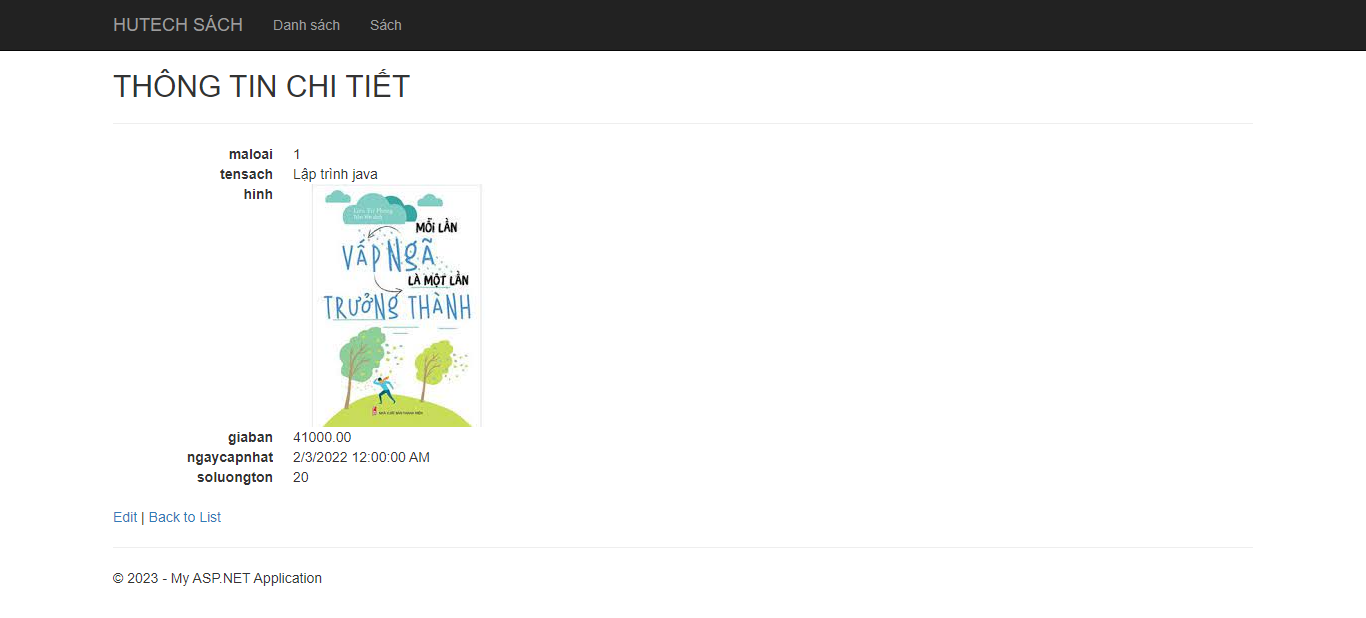 HUTECH SÁCH Danh sách Sách
THÔNG TIN CHI TIẾT
maloai 1
tensach Lập trình java
hinh
MỖI LẦN
VẤP NGÃ
LÀ MỘT LẦN
TRƯỞNG THÀNH
giaban 41000.00
ngaycapnhat 2/3/2022 12:00:00 AM
soluongton 20
Edit | Back to List
© 2023 - My ASP.NET Application